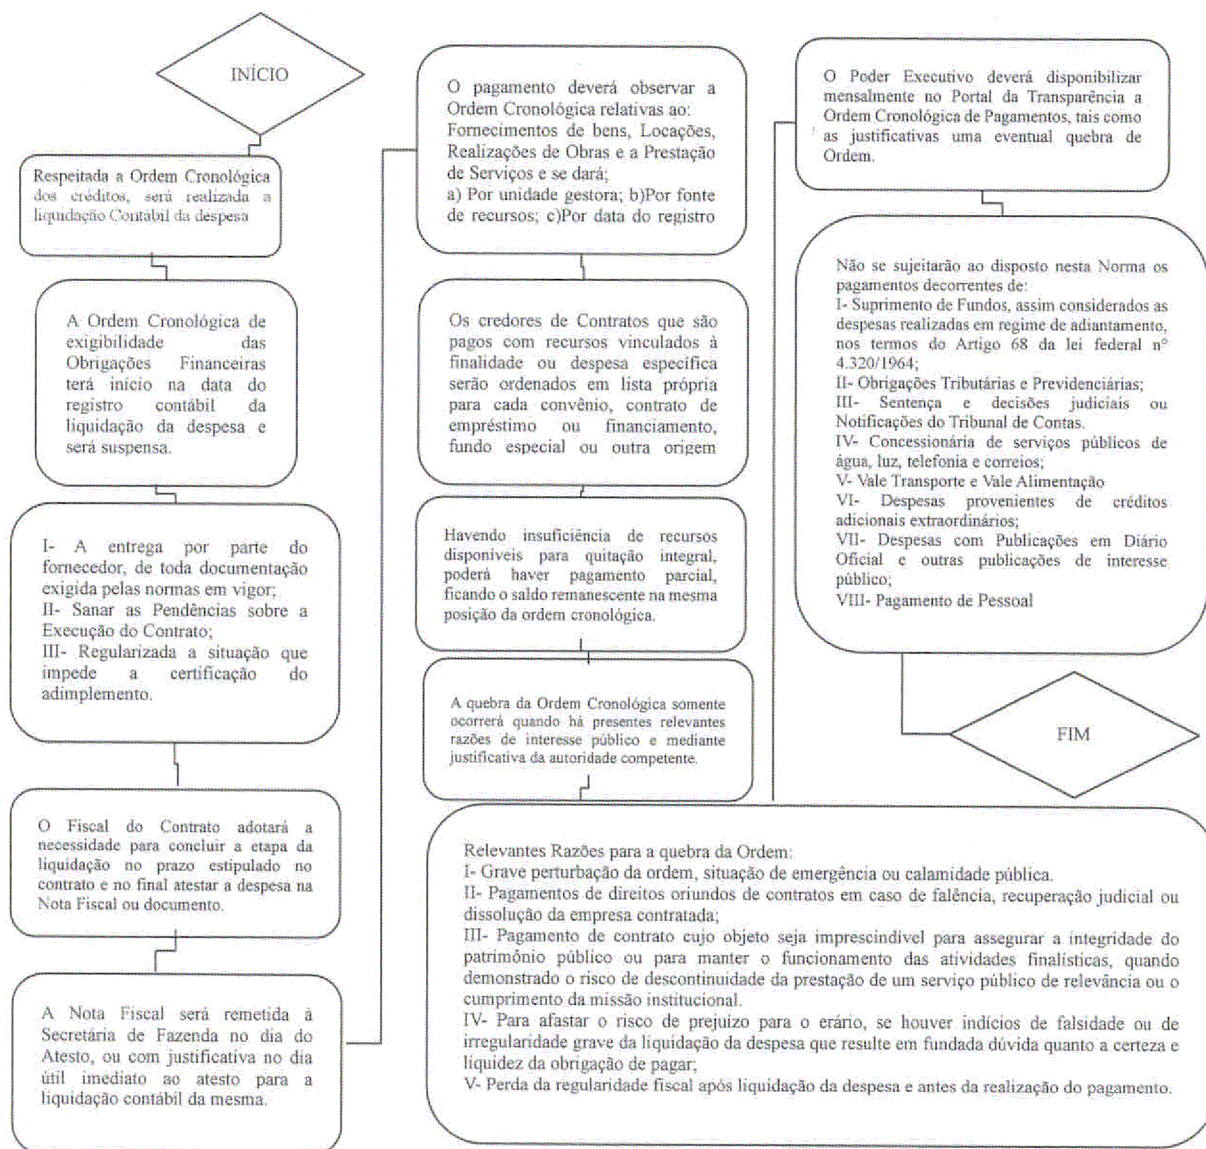 INÍCIO
Respeitada a Ordem Cronológica
dos créditos, será realizada a
liquidação Contábil da despesa
A Ordem Cronológica de
exigibilidade das
Obrigações Financeiras
terá início na data do
registro contábil da
liquidação da despesa e
será suspensa.
I- A entrega por parte do
fornecedor, de toda documentação
exigida pelas normas em vigor;
II- Sanar as Pendências sobre a
Execução do Contrato;
III- Regularizada a situação que
impede a certificação do
adimplemento.
O Fiscal do Contrato adotará a
necessidade para concluir a etapa da
liquidação no prazo estipulado no
contrato e no final atestar a despesa na
Nota Fiscal ou documento.
A Nota Fiscal será remetida à
Secretária de Fazenda no dia do
Atesto, ou com justificativa no dia
útil imediato ao atesto para a
liquidação contábil da mesma.
O pagamento deverá observar a
Ordem Cronológica relativas ao:
Fornecimentos de bens, Locações,
Realizações de Obras e a Prestação
de Serviços e se dará;
a) Por unidade gestora; b)Por fonte
de recursos; c)Por data do registro
Os credores de Contratos que são
pagos com recursos vinculados à
finalidade ou despesa específica
serão ordenados em lista própria
para cada convênio, contrato de
empréstimo ou financiamento,
fundo especial ou outra origem
Havendo insuficiência de recursos
disponíveis para quitação integral,
poderá haver pagamento parcial,
ficando o saldo remanescente na mesma
posição da ordem cronológica.
A quebra da Ordem Cronológica somente
ocorrerá quando há presentes relevantes
razões de interesse público e mediante
justificativa da autoridade competente.
Relevantes Razões para a quebra da Ordem:
I- Grave perturbação da ordem, situação de emergência ou calamidade pública.
II- Pagamentos de direitos oriundos de contratos em caso de falência, recuperação judicial ou
dissolução da empresa contratada;
III- Pagamento de contrato cujo objeto seja imprescindível para assegurar a integridade do
patrimônio público ou para manter o funcionamento das atividades finalísticas, quando
demonstrado o risco de descontinuidade da prestação de um serviço público de relevância ou o
cumprimento da missão institucional.
IV- Para afastar o risco de prejuízo para o erário, se houver indícios de falsidade ou de
irregularidade grave da liquidação da despesa que resulte em fundada dúvida quanto a certeza e
liquidez da obrigação de pagar;
V- Perda da regularidade fiscal após liquidação da despesa e antes da realização do pagamento.
O Poder Executivo deverá disponibilizar
mensalmente no Portal da Transparência a
Ordem Cronológica de Pagamentos, tais como
as justificativas uma eventual quebra de
Ordem.
Não se sujeitarão ao disposto nesta Norma os
pagamentos decorrentes de:
I- Suprimento de Fundos, assim considerados as
despesas realizadas em regime de adiantamento,
nos termos do Artigo 68 da lei federal nº
4.320/1964;
II- Obrigações Tributárias e Previdenciárias;
III- Sentença e decisões judiciais ou
Notificações do Tribunal de Contas.
IV- Concessionária de serviços públicos de
água, luz, telefonia e correios;
V- Vale Transporte e Vale Alimentação
VI- Despesas provenientes de créditos
adicionais extraordinários;
VII- Despesas com Publicações em Diário
Oficial e outras publicações de interesse
público;
VIII- Pagamento de Pessoal
FIM